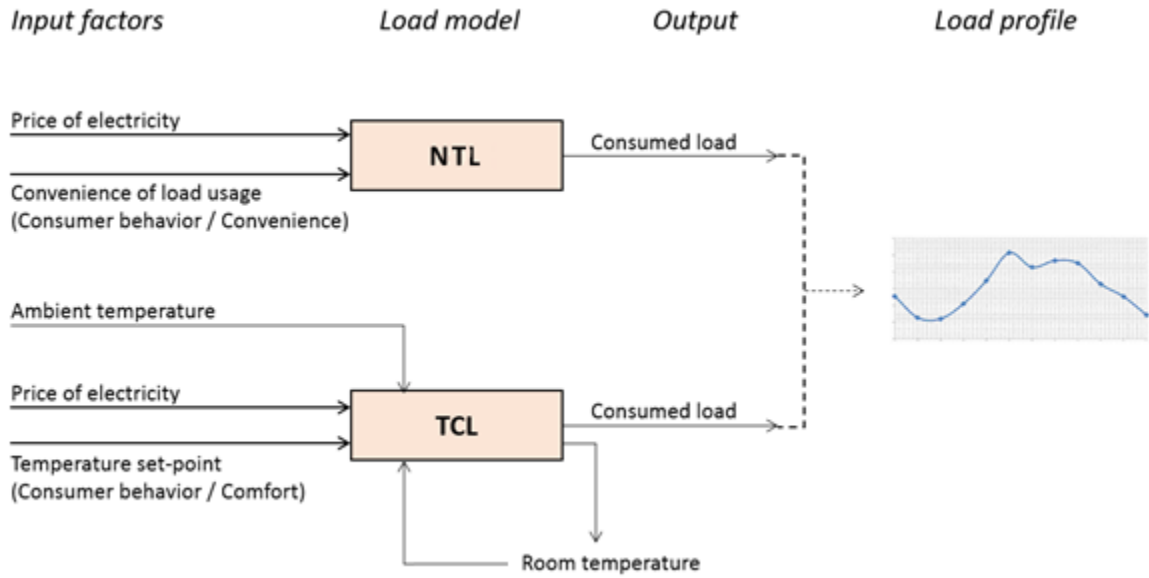 Input factors
Load model
Output
Load profile
Price of electricity
NTL
Consumed load
Convenience of load usage
(Consumer behavior / Convenience)
Ambient temperature
Price of electricity
TCL
Consumed load
Temperature set-point
(Consumer behavior / Comfort)
Room temperature